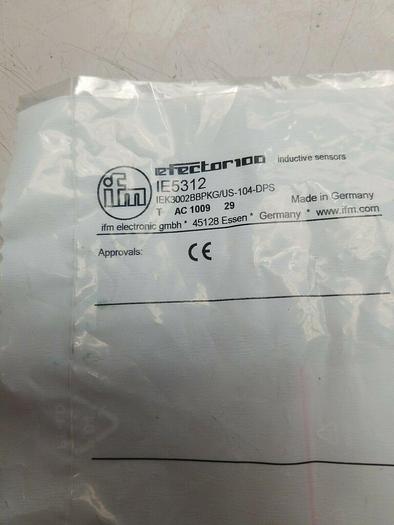 efector100 inductive sensors
ifm
IE5312
IEK3002BBPKG/US-104-DPS
T AC 1009 29 Made in Germany
ifm electronic gmbh * 45128 Essen * Germany * www.ifm.com
Approvals: CE